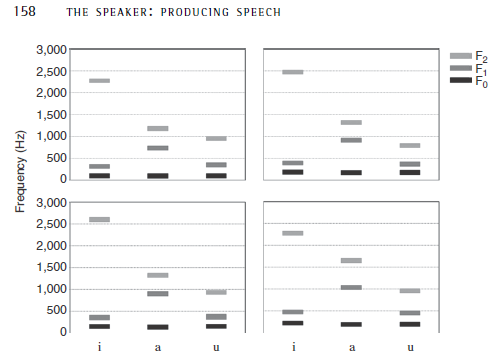 158 THE SPEAKER: PRODUCING SPEECH
3,000
2,500
2,000
1,500
1,000
500
0
F2
F1
F0
Frequency (Hz)
3,000
2,500
2,000
1,500
1,000
500
0
i a u i a u